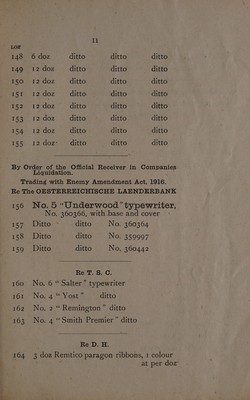 11
LOT
148 6 doz ditto ditto ditto
149 12 doz ditto ditto ditto
150 12 doz ditto ditto ditto
151 12 doz ditto ditto ditto
152 12 doz ditto ditto ditto
153 12 doz ditto ditto ditto
154 12 doz ditto ditto ditto
155 12 doz ditto ditto ditto
By Order of the Official Receiver in Companies
Liquidation.
Trading with Enemy Amendment Act, 1916.
Re The OESTERREICHISCHE LAENDERBANK
156 No. 5 "Underwood" typewriter,
No. 360366, with base and cover
157 Ditto ditto No. 360364
158 Ditto ditto No. 359997
159 Ditto ditto No. 360442
Re T. S. C.
160 No. 6 "Salter" typewriter
161 No. 4 "Yost" ditto
162 No. 2 "Remington" ditto
163 No. 4 "Smith Premier" ditto
Re D. H.
164 3 doz Remtico paragon ribbons, 1 colour
at per doz